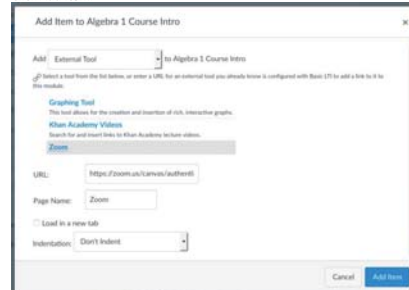 Add Item to Algebra 1 Course Intro ×
Add External Tool to Algebra 1 Course Intro
Select a tool from the list below, or enter a URL for an external tool you already know is configured with Basic LTI to add a link to it to
this module.
Graphing Tool
This tool allows for the creation and insertion of rich, interactive graphs.
Khan Academy Videos
Search for and insert links to Khan Academy lecture videos.
Zoom
URL: https://zoom.us/canvas/authenti
Page Name: Zoom
Load in a new tab
Indentation: Don't Indent
Cancel Add Item